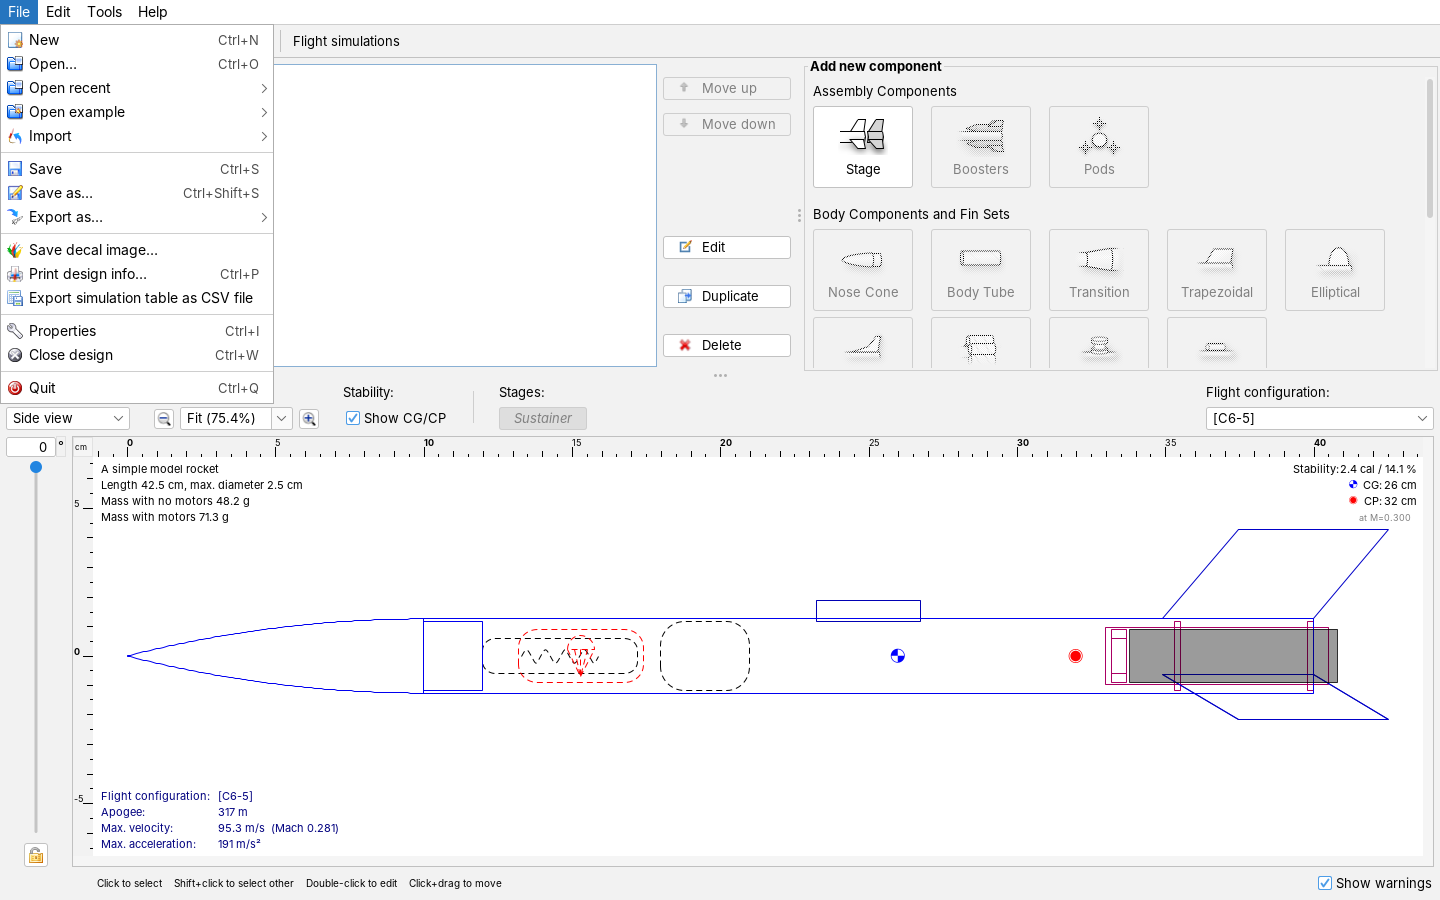 File Edit Tools Help
New Ctrl+N
Open... Ctrl+O
Open recent
Open example
Import
Save Ctrl+S
Save as... Ctrl+Shift+S
Export as...
Save decal image...
Print design info... Ctrl+P
Export simulation table as CSV file
Properties Ctrl+I
Close design Ctrl+W
Quit Ctrl+Q
Flight simulations
Move up
Move down
Edit
Duplicate
Delete
Add new component
Assembly Components
Stage Boosters Pods
Body Components and Fin Sets
Nose Cone Body Tube Transition Trapezoidal Elliptical
Stability: Stages: Flight configuration:
Side view Fit (75.4%) Show CG/CP Sustainer [C6-5]
0 °
cm 0 5 10 15 20 25 30 35 40
5
0
-5
A simple model rocket
Length 42.5 cm, max. diameter 2.5 cm
Mass with no motors 48.2 g
Mass with motors 71.3 g
Stability: 2.4 cal / 14.1 %
CG: 26 cm
CP: 32 cm
at M=0.300
Flight configuration: [C6-5]
Apogee: 317 m
Max. velocity: 95.3 m/s (Mach 0.281)
Max. acceleration: 191 m/s²
Click to select Shift+click to select other Double-click to edit Click+drag to move
Show warnings